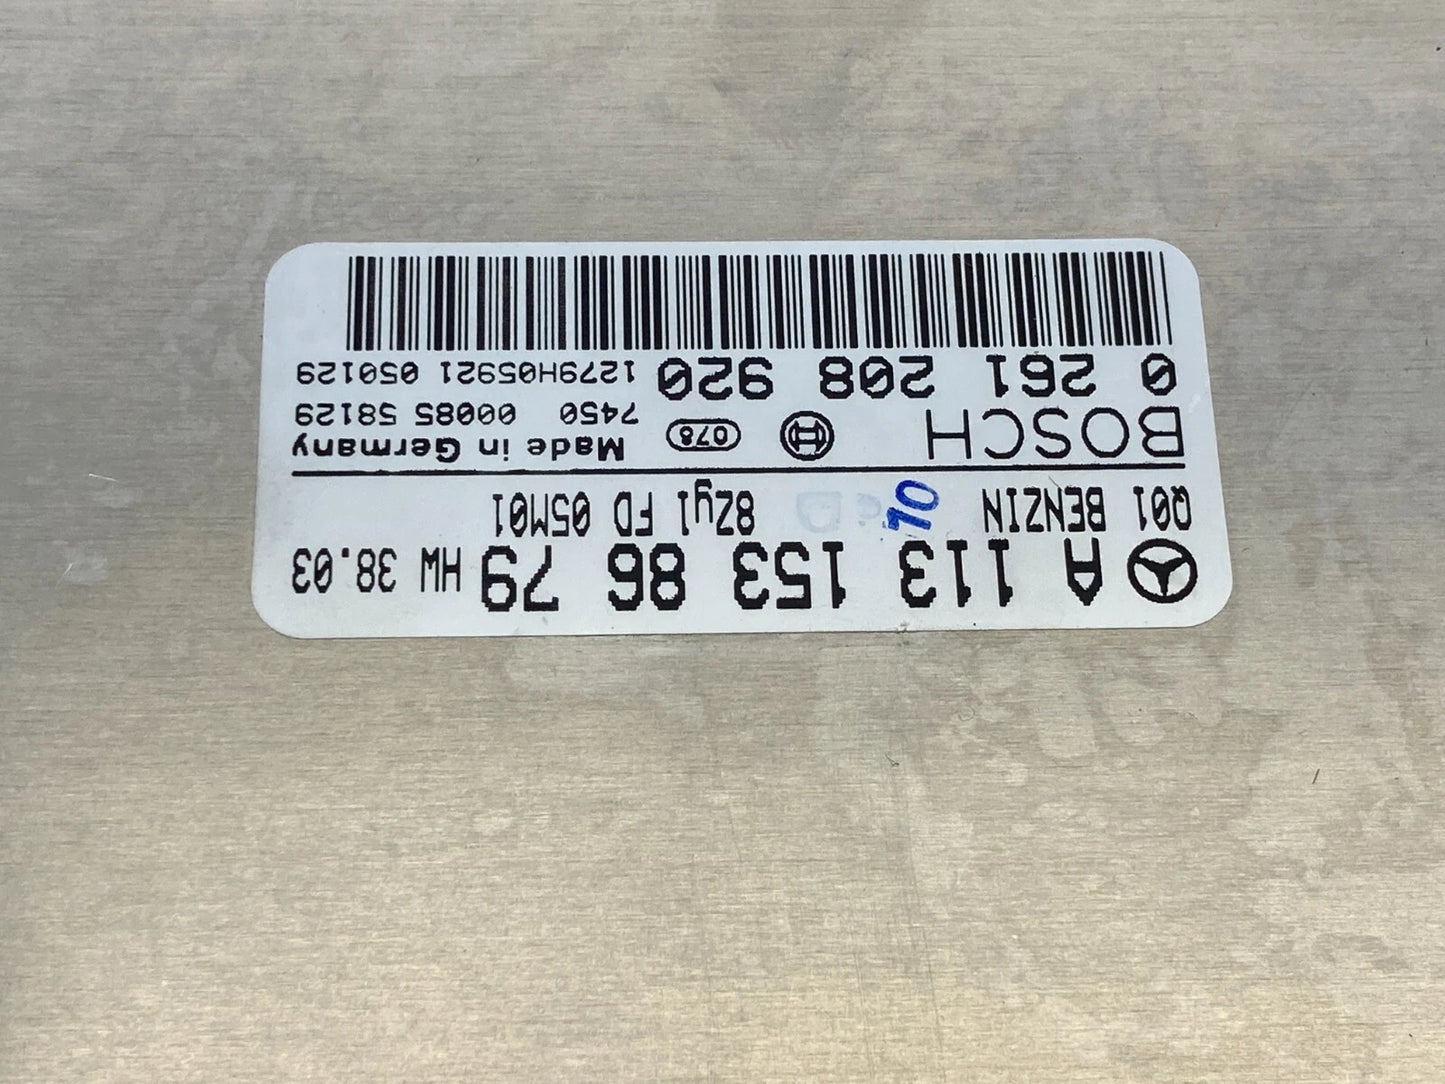 A 113 153 86 79 HW 38.03
Q01 BENZIN 8Zyl FD 05M01
BOSCH 078 Made in Germany
7450 00085 58129
0 261 208 920 1279H05921 050129